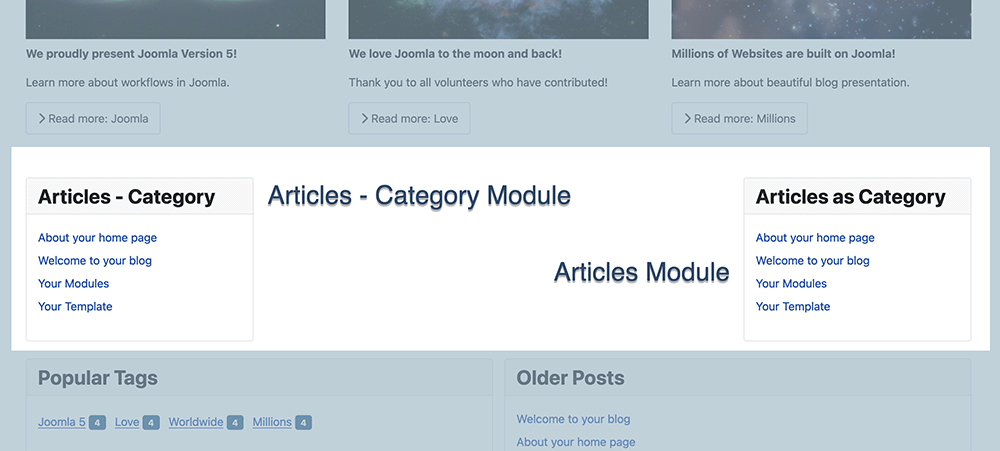 We proudly present Joomla Version 5!
Learn more about workflows in Joomla.
Read more: Joomla
We love Joomla to the moon and back!
Thank you to all volunteers who have contributed!
Read more: Love
Millions of Websites are built on Joomla!
Learn more about beautiful blog presentation.
Read more: Millions
Articles - Category
About your home page
Welcome to your blog
Your Modules
Your Template
Articles - Category Module
Articles Module
Articles as Category
About your home page
Welcome to your blog
Your Modules
Your Template
Popular Tags
Joomla 5 4 Love 4 Worldwide 4 Millions 4
Older Posts
Welcome to your blog
About your home page